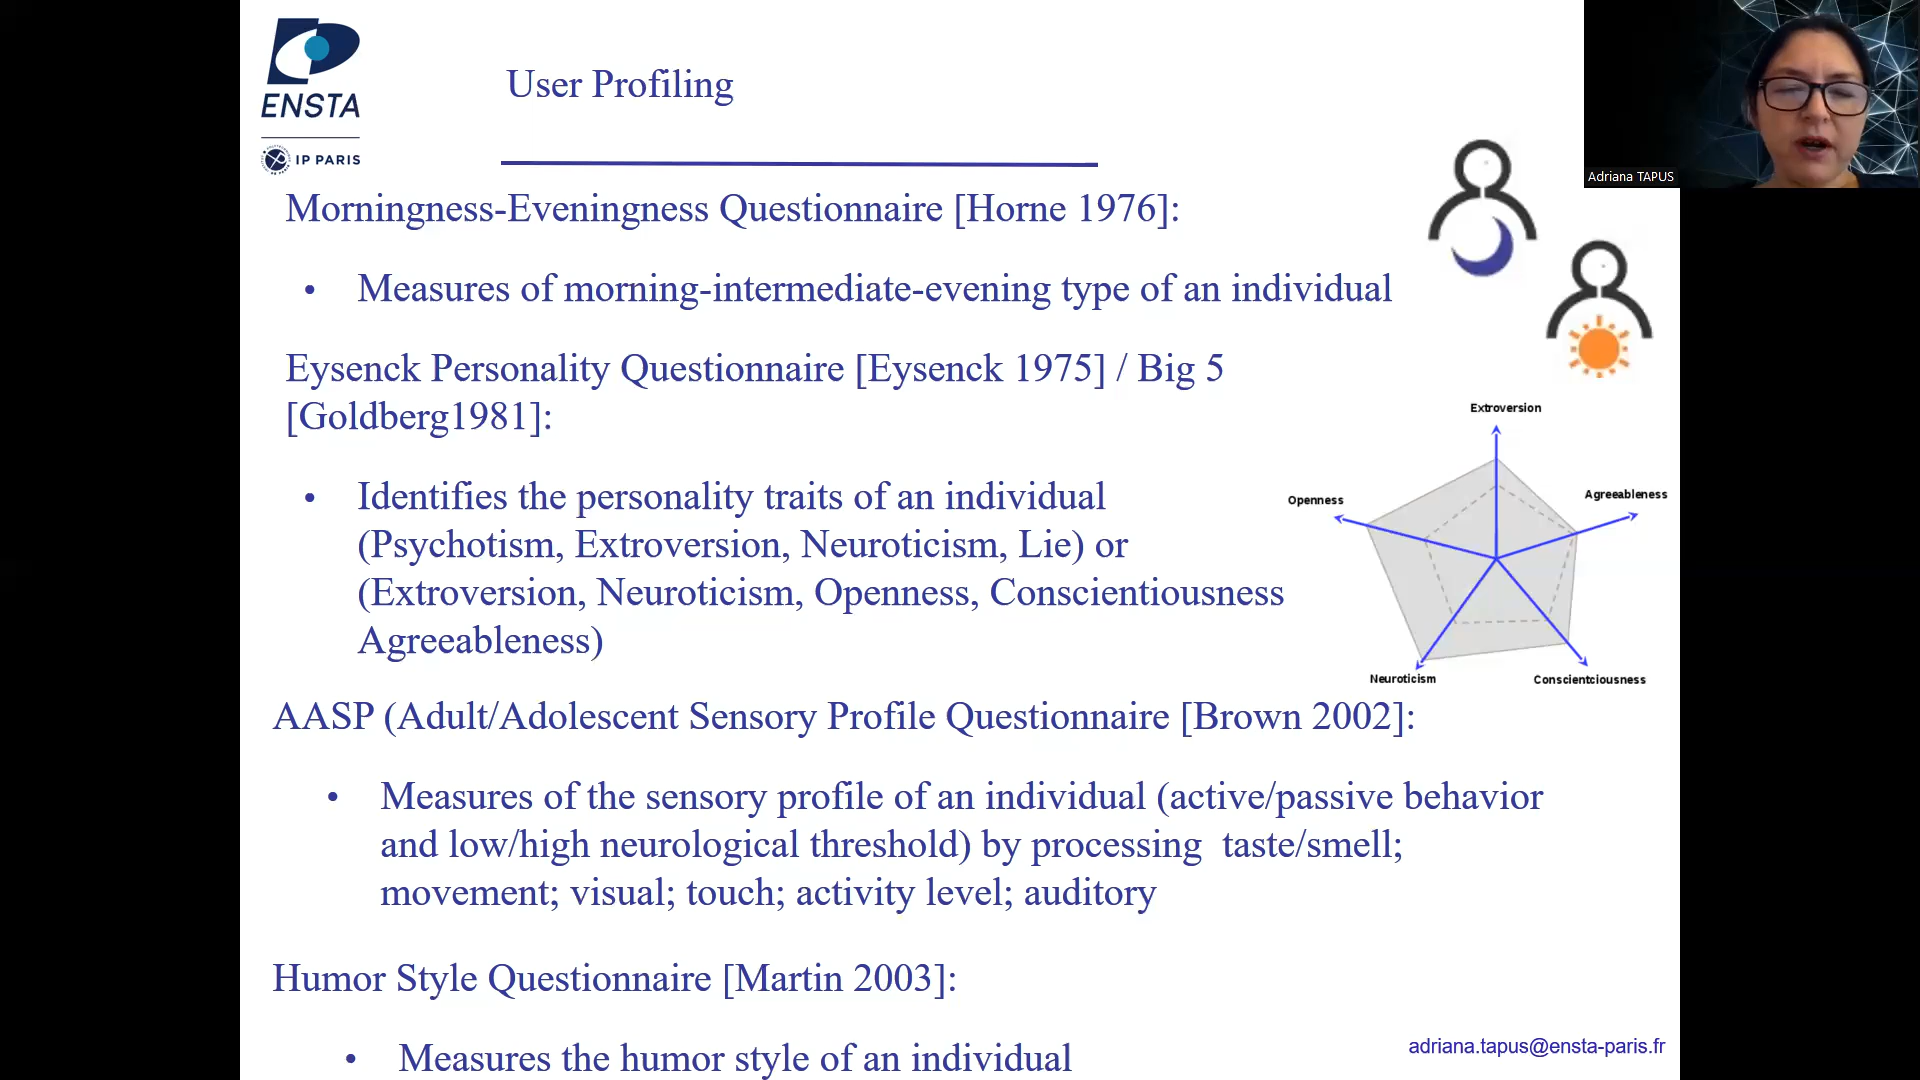 ENSTA
IP PARIS
User Profiling
Adriana TAPUS
Morningness-Eveningness Questionnaire [Horne 1976]:
• Measures of morning-intermediate-evening type of an individual
Eysenck Personality Questionnaire [Eysenck 1975] / Big 5
[Goldberg1981]:
• Identifies the personality traits of an individual
(Psychotism, Extroversion, Neuroticism, Lie) or
(Extroversion, Neuroticism, Openness, Conscientiousness
Agreeableness)
Extroversion
Agreeableness
Openness
Neuroticism
Conscientciousness
AASP (Adult/Adolescent Sensory Profile Questionnaire [Brown 2002]:
• Measures of the sensory profile of an individual (active/passive behavior
and low/high neurological threshold) by processing taste/smell;
movement; visual; touch; activity level; auditory
Humor Style Questionnaire [Martin 2003]:
• Measures the humor style of an individual
adriana.tapus@ensta-paris.fr